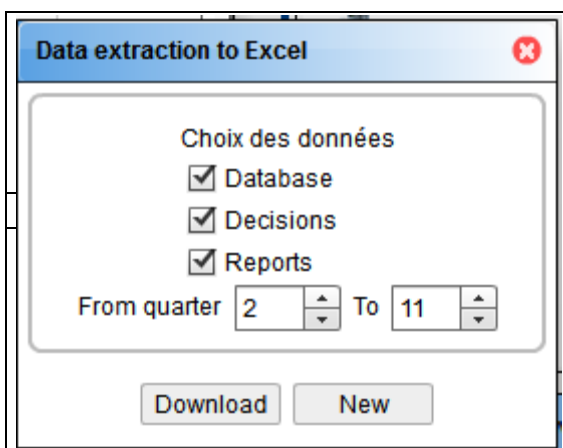 Data extraction to Excel
Choix des données
Database
Decisions
Reports
From quarter 2 To 11
Download New